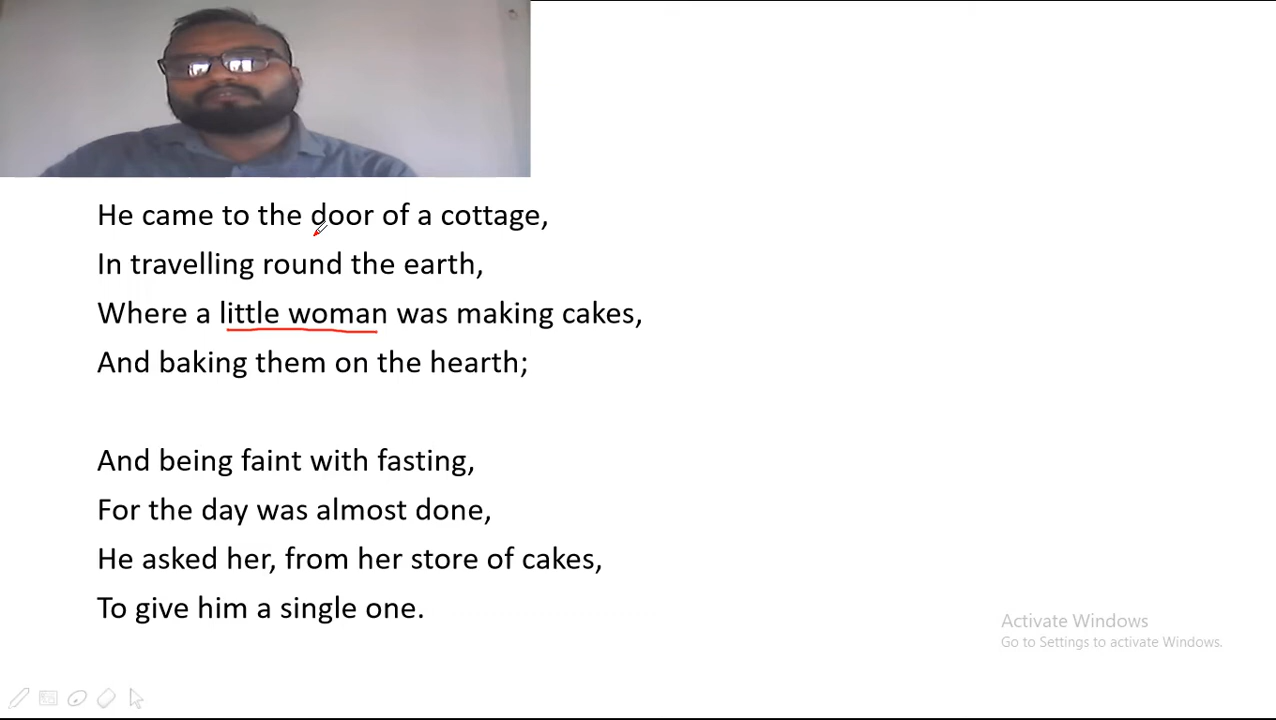 He came to the door of a cottage,
In travelling round the earth,
Where a little woman was making cakes,
And baking them on the hearth;
And being faint with fasting,
For the day was almost done,
He asked her, from her store of cakes,
To give him a single one.
Activate Windows
Go to Settings to activate Windows.